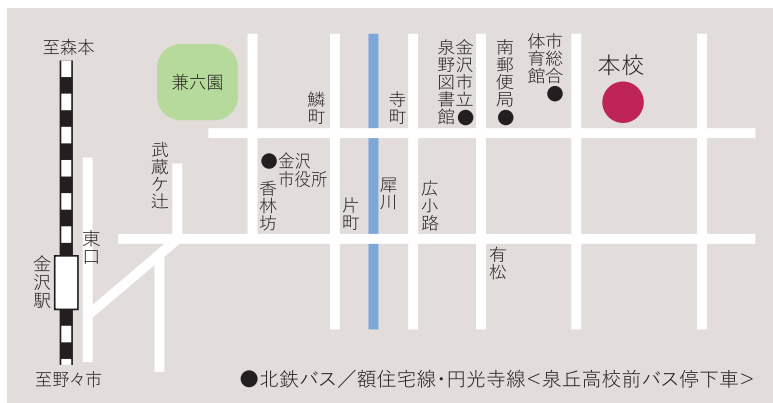 至森本
兼六園
鱗町
寺町
金沢市立
泉野図書館
南郵便局
市総合
体育館
本校
武蔵ケ辻
金沢
市役所
香林坊
片町
犀川
広小路
東口
金沢駅
有松
至野々市
●北鉄バス／額住宅線・円光寺線＜泉丘高校前バス停下車＞